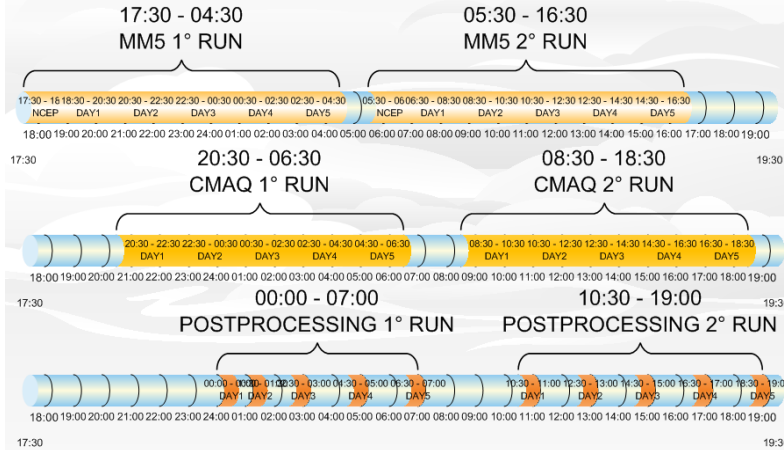 17:30 - 04:30 05:30 - 16:30
MM5 1° RUN MM5 2° RUN
17:30 - 18 18:30 - 20:30 20:30 - 22:30 22:30 - 00:30 00:30 - 02:30 02:30 - 04:30 05:30 - 06 06:30 - 08:30 08:30 - 10:30 10:30 - 12:30 12:30 - 14:30 14:30 - 16:30
NCEP DAY1 DAY2 DAY3 DAY4 DAY5 NCEP DAY1 DAY2 DAY3 DAY4 DAY5
18:00 19:00 20:00 21:00 22:00 23:00 24:00 01:00 02:00 03:00 04:00 05:00 06:00 07:00 08:00 09:00 10:00 11:00 12:00 13:00 14:00 15:00 16:00 17:00 18:00 19:00
17:30 19:30
20:30 - 06:30 08:30 - 18:30
CMAQ 1° RUN CMAQ 2° RUN
20:30 - 22:30 22:30 - 00:30 00:30 - 02:30 02:30 - 04:30 04:30 - 06:30 08:30 - 10:30 10:30 - 12:30 12:30 - 14:30 14:30 - 16:30 16:30 - 18:30
DAY1 DAY2 DAY3 DAY4 DAY5 DAY1 DAY2 DAY3 DAY4 DAY5
18:00 19:00 20:00 21:00 22:00 23:00 24:00 01:00 02:00 03:00 04:00 05:00 06:00 07:00 08:00 09:00 10:00 11:00 12:00 13:00 14:00 15:00 16:00 17:00 18:00 19:00
17:30 19:30
00:00 - 07:00 10:30 - 19:00
POSTPROCESSING 1° RUN POSTPROCESSING 2° RUN
00:00 - 03:00 04:30 - 05:00 06:30 - 07:00 10:30 - 11:00 12:30 - 13:00 14:30 - 15:00 16:30 - 17:00 18:30 - 19:00
DAY1 DAY2 DAY3 DAY4 DAY5 DAY1 DAY2 DAY3 DAY4 DAY5
18:00 19:00 20:00 21:00 22:00 23:00 24:00 01:00 02:00 03:00 04:00 05:00 06:00 07:00 08:00 09:00 10:00 11:00 12:00 13:00 14:00 15:00 16:00 17:00 18:00 19:00
17:30 19:30